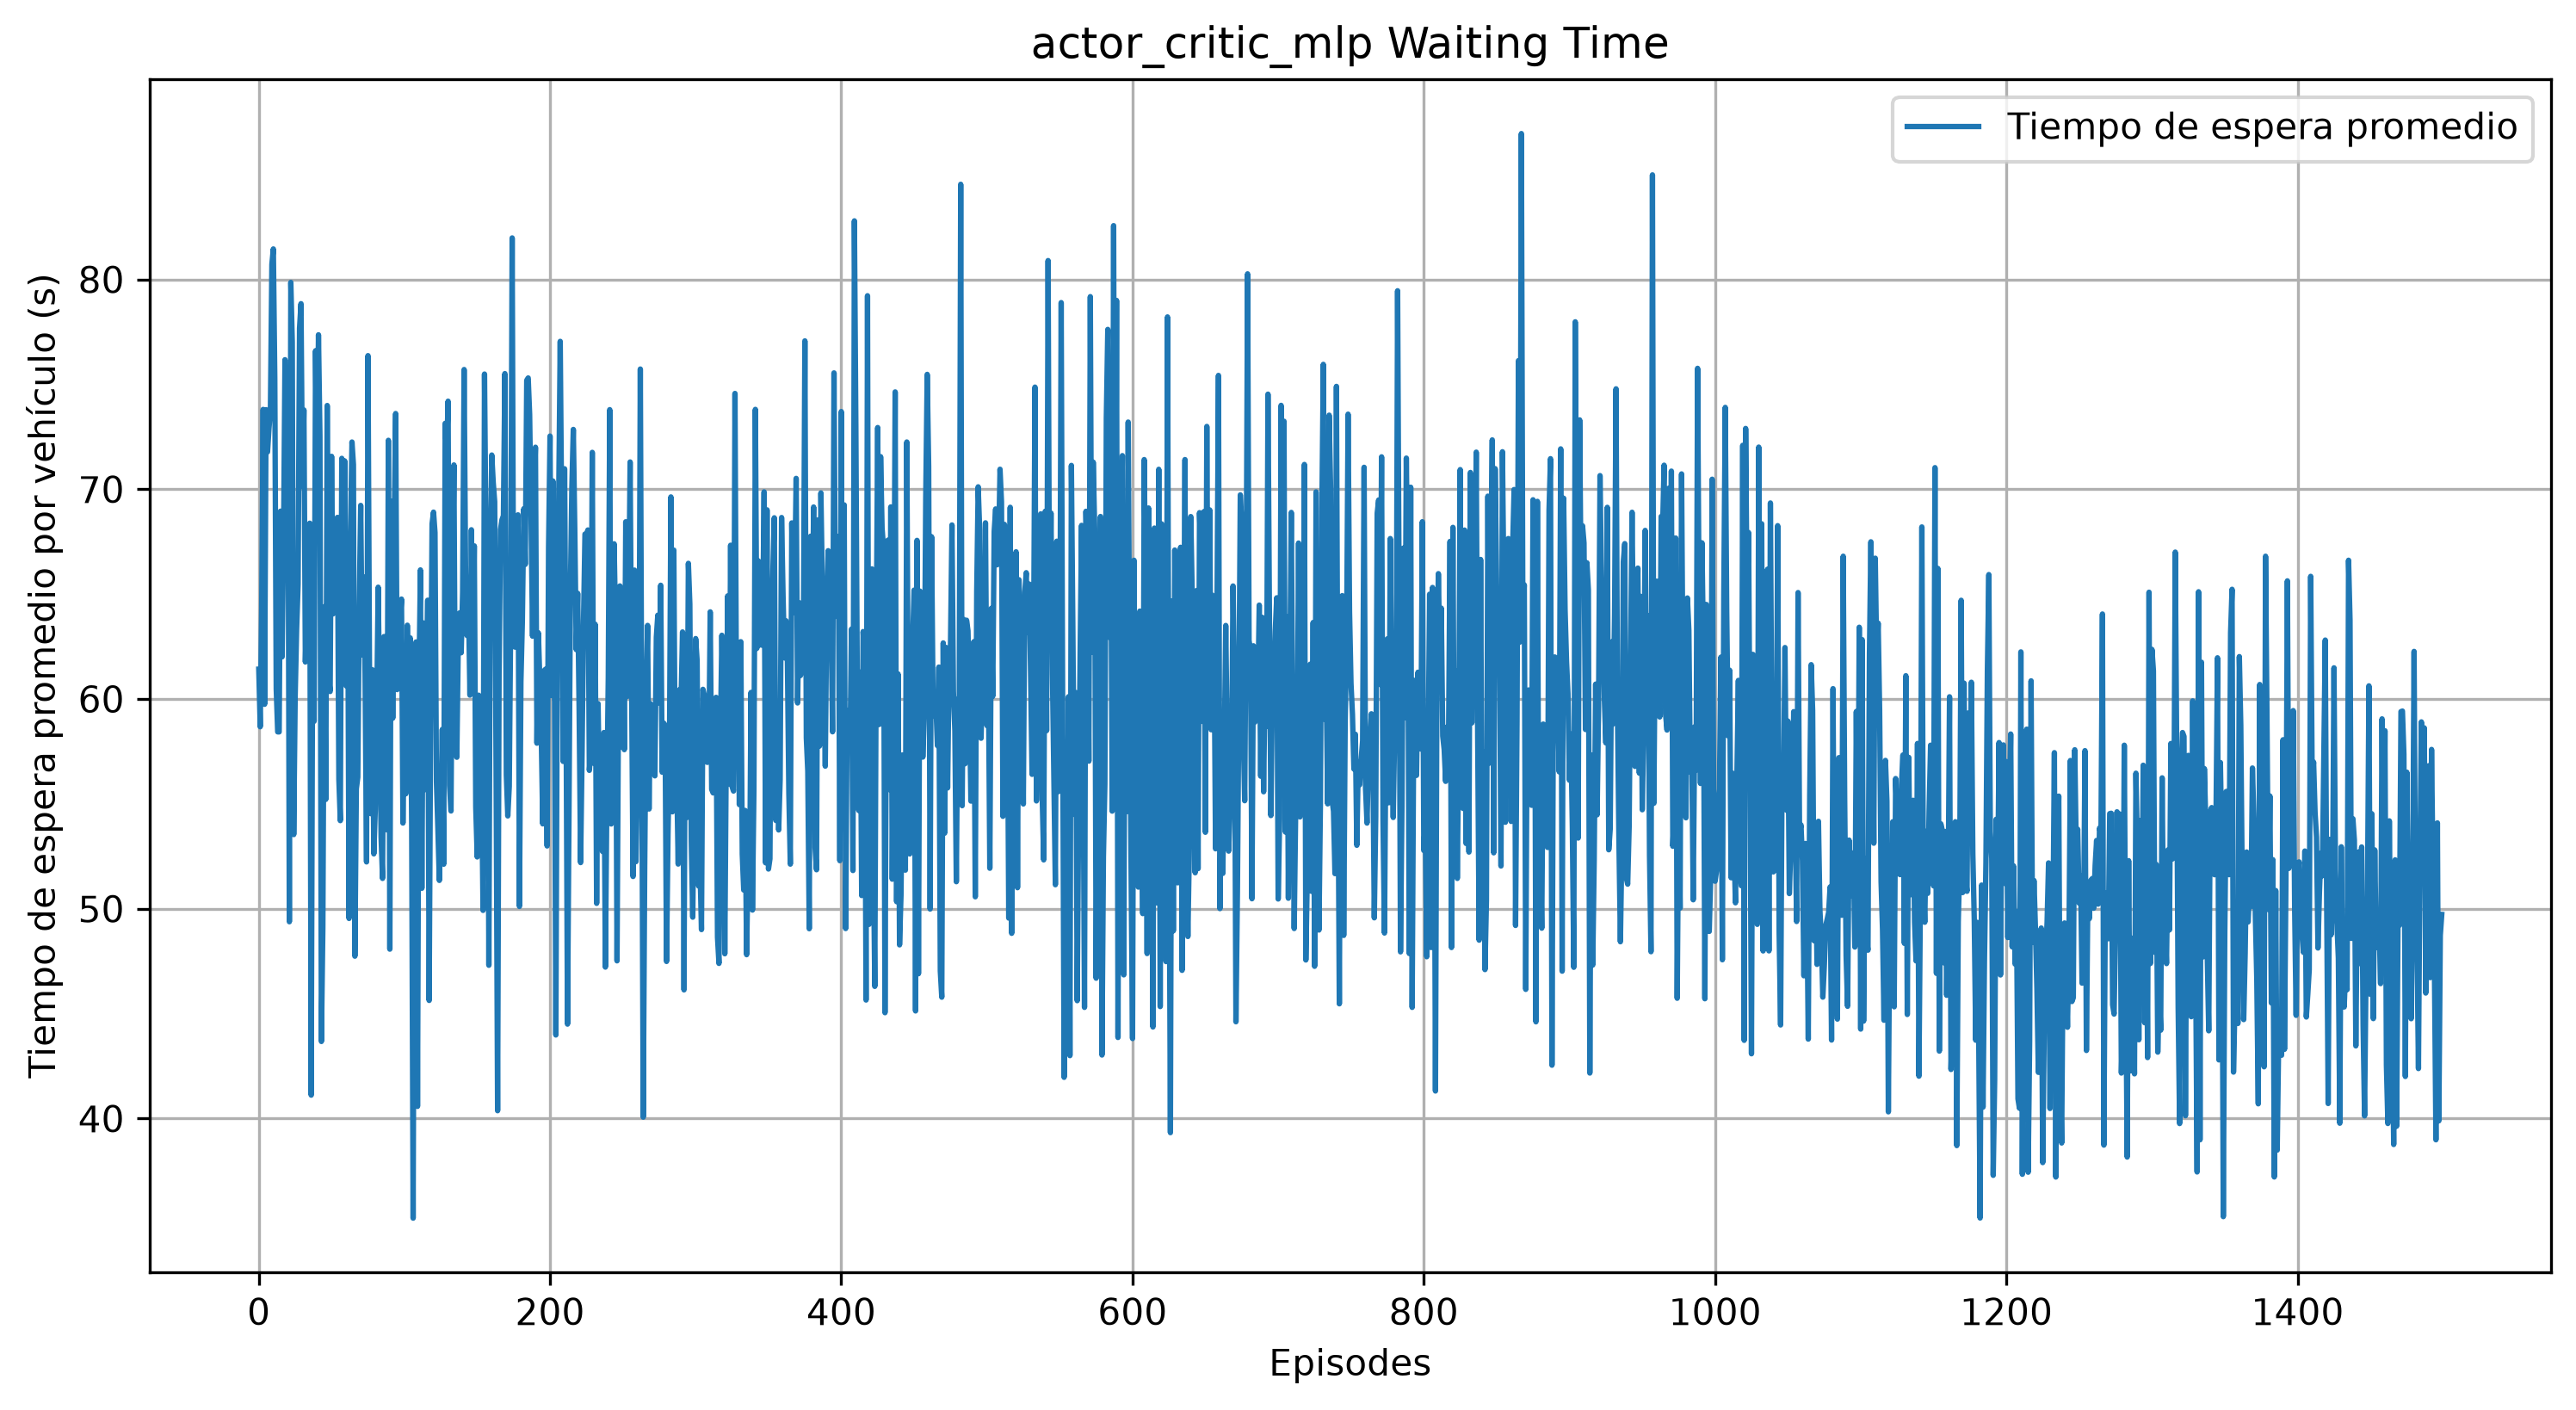 actor_critic_mlp Waiting Time
Tiempo de espera promedio
Tiempo de espera promedio por vehículo (s)
80
70
60
50
40
0 200 400 600 800 1000 1200 1400
Episodes